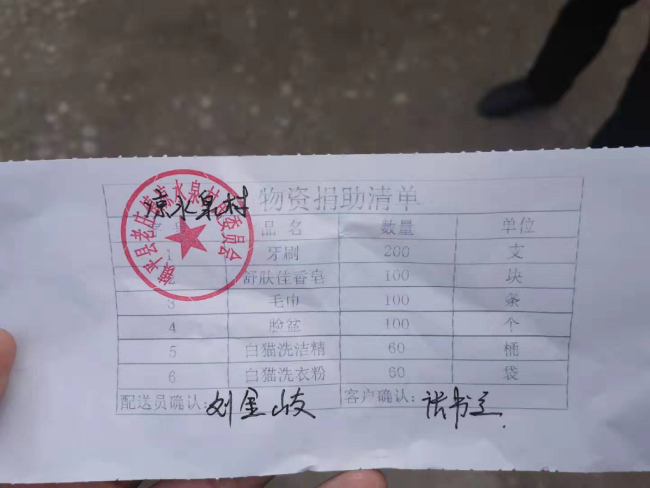 凉水泉村 物资捐助清单
品名 数量 单位
1 牙刷 200 支
2 舒肤佳香皂 100 块
3 毛巾 100 条
4 脸盆 100 个
5 白猫洗洁精 60 桶
6 白猫洗衣粉 60 袋
配送员确认: 刘金岐 客户确认: 张书立